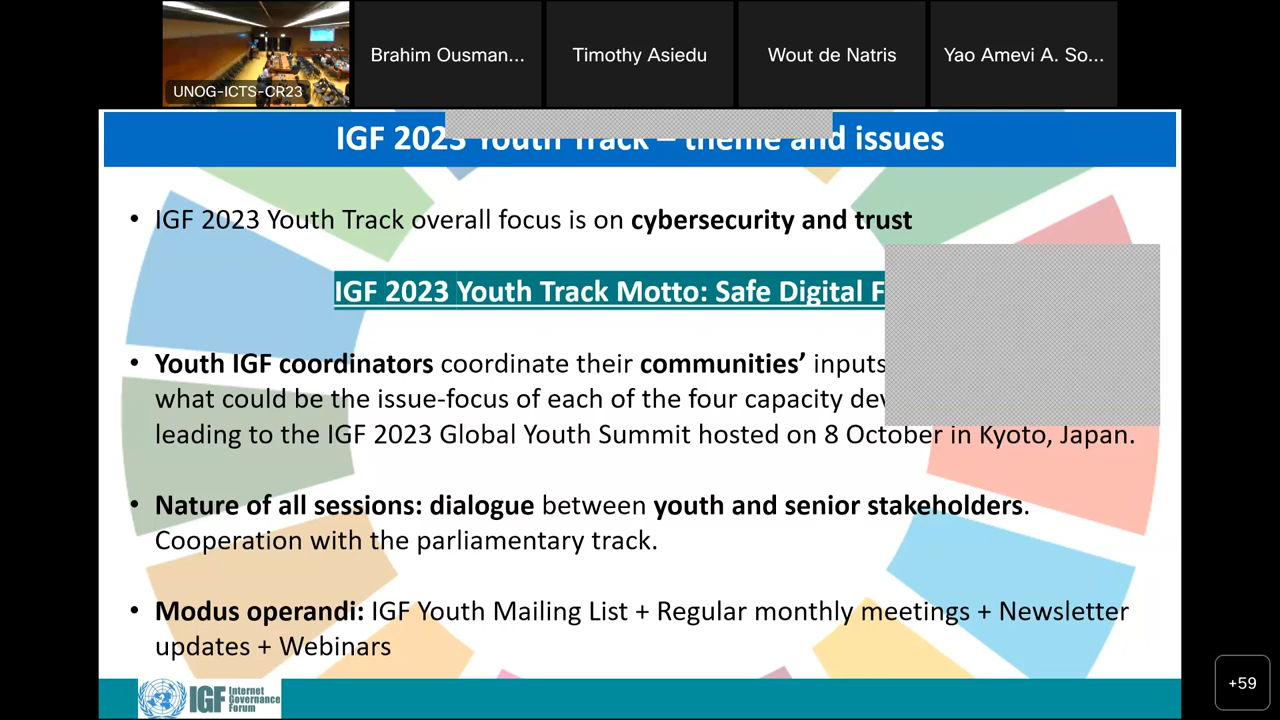 UNOG-ICTS-CR23
Brahim Ousman...
Timothy Asiedu
Wout de Natris
Yao Amevi A. So...
IGF 2023 Youth Track – theme and issues
• IGF 2023 Youth Track overall focus is on cybersecurity and trust
IGF 2023 Youth Track Motto: Safe Digital
• Youth IGF coordinators coordinate their communities’ inputs
what could be the issue-focus of each of the four capacity
leading to the IGF 2023 Global Youth Summit hosted on 8 October in Kyoto, Japan.
• Nature of all sessions: dialogue between youth and senior stakeholders.
Cooperation with the parliamentary track.
• Modus operandi: IGF Youth Mailing List + Regular monthly meetings + Newsletter
updates + Webinars
IGF Internet
Governance
Forum
+59